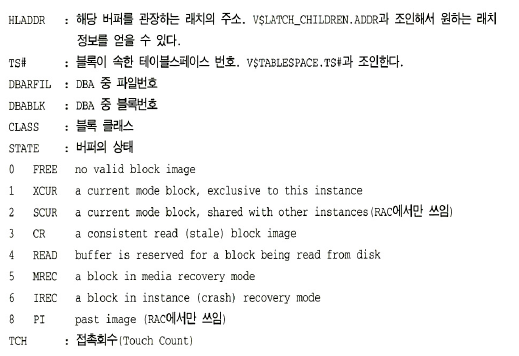 HLADDR : 해당 버퍼를 관장하는 래치의 주소. V$LATCH_CHILDREN.ADDR과 조인해서 원하는 래치
정보를 얻을 수 있다.
TS# : 블록이 속한 테이블스페이스 번호. V$TABLESPACE.TS#과 조인한다.
DBARFIL : DBA 중 파일번호
DBABLK : DBA 중 블록번호
CLASS : 블록 클래스
STATE : 버퍼의 상태
0 FREE no valid block image
1 XCUR a current mode block, exclusive to this instance
2 SCUR a current mode block, shared with other instances(RAC에서만 쓰임)
3 CR a consistent read (stale) block image
4 READ buffer is reserved for a block being read from disk
5 MREC a block in media recovery mode
6 IREC a block in instance (crash) recovery mode
8 PI past image (RAC에서만 쓰임)
TCH : 접촉회수(Touch Count)